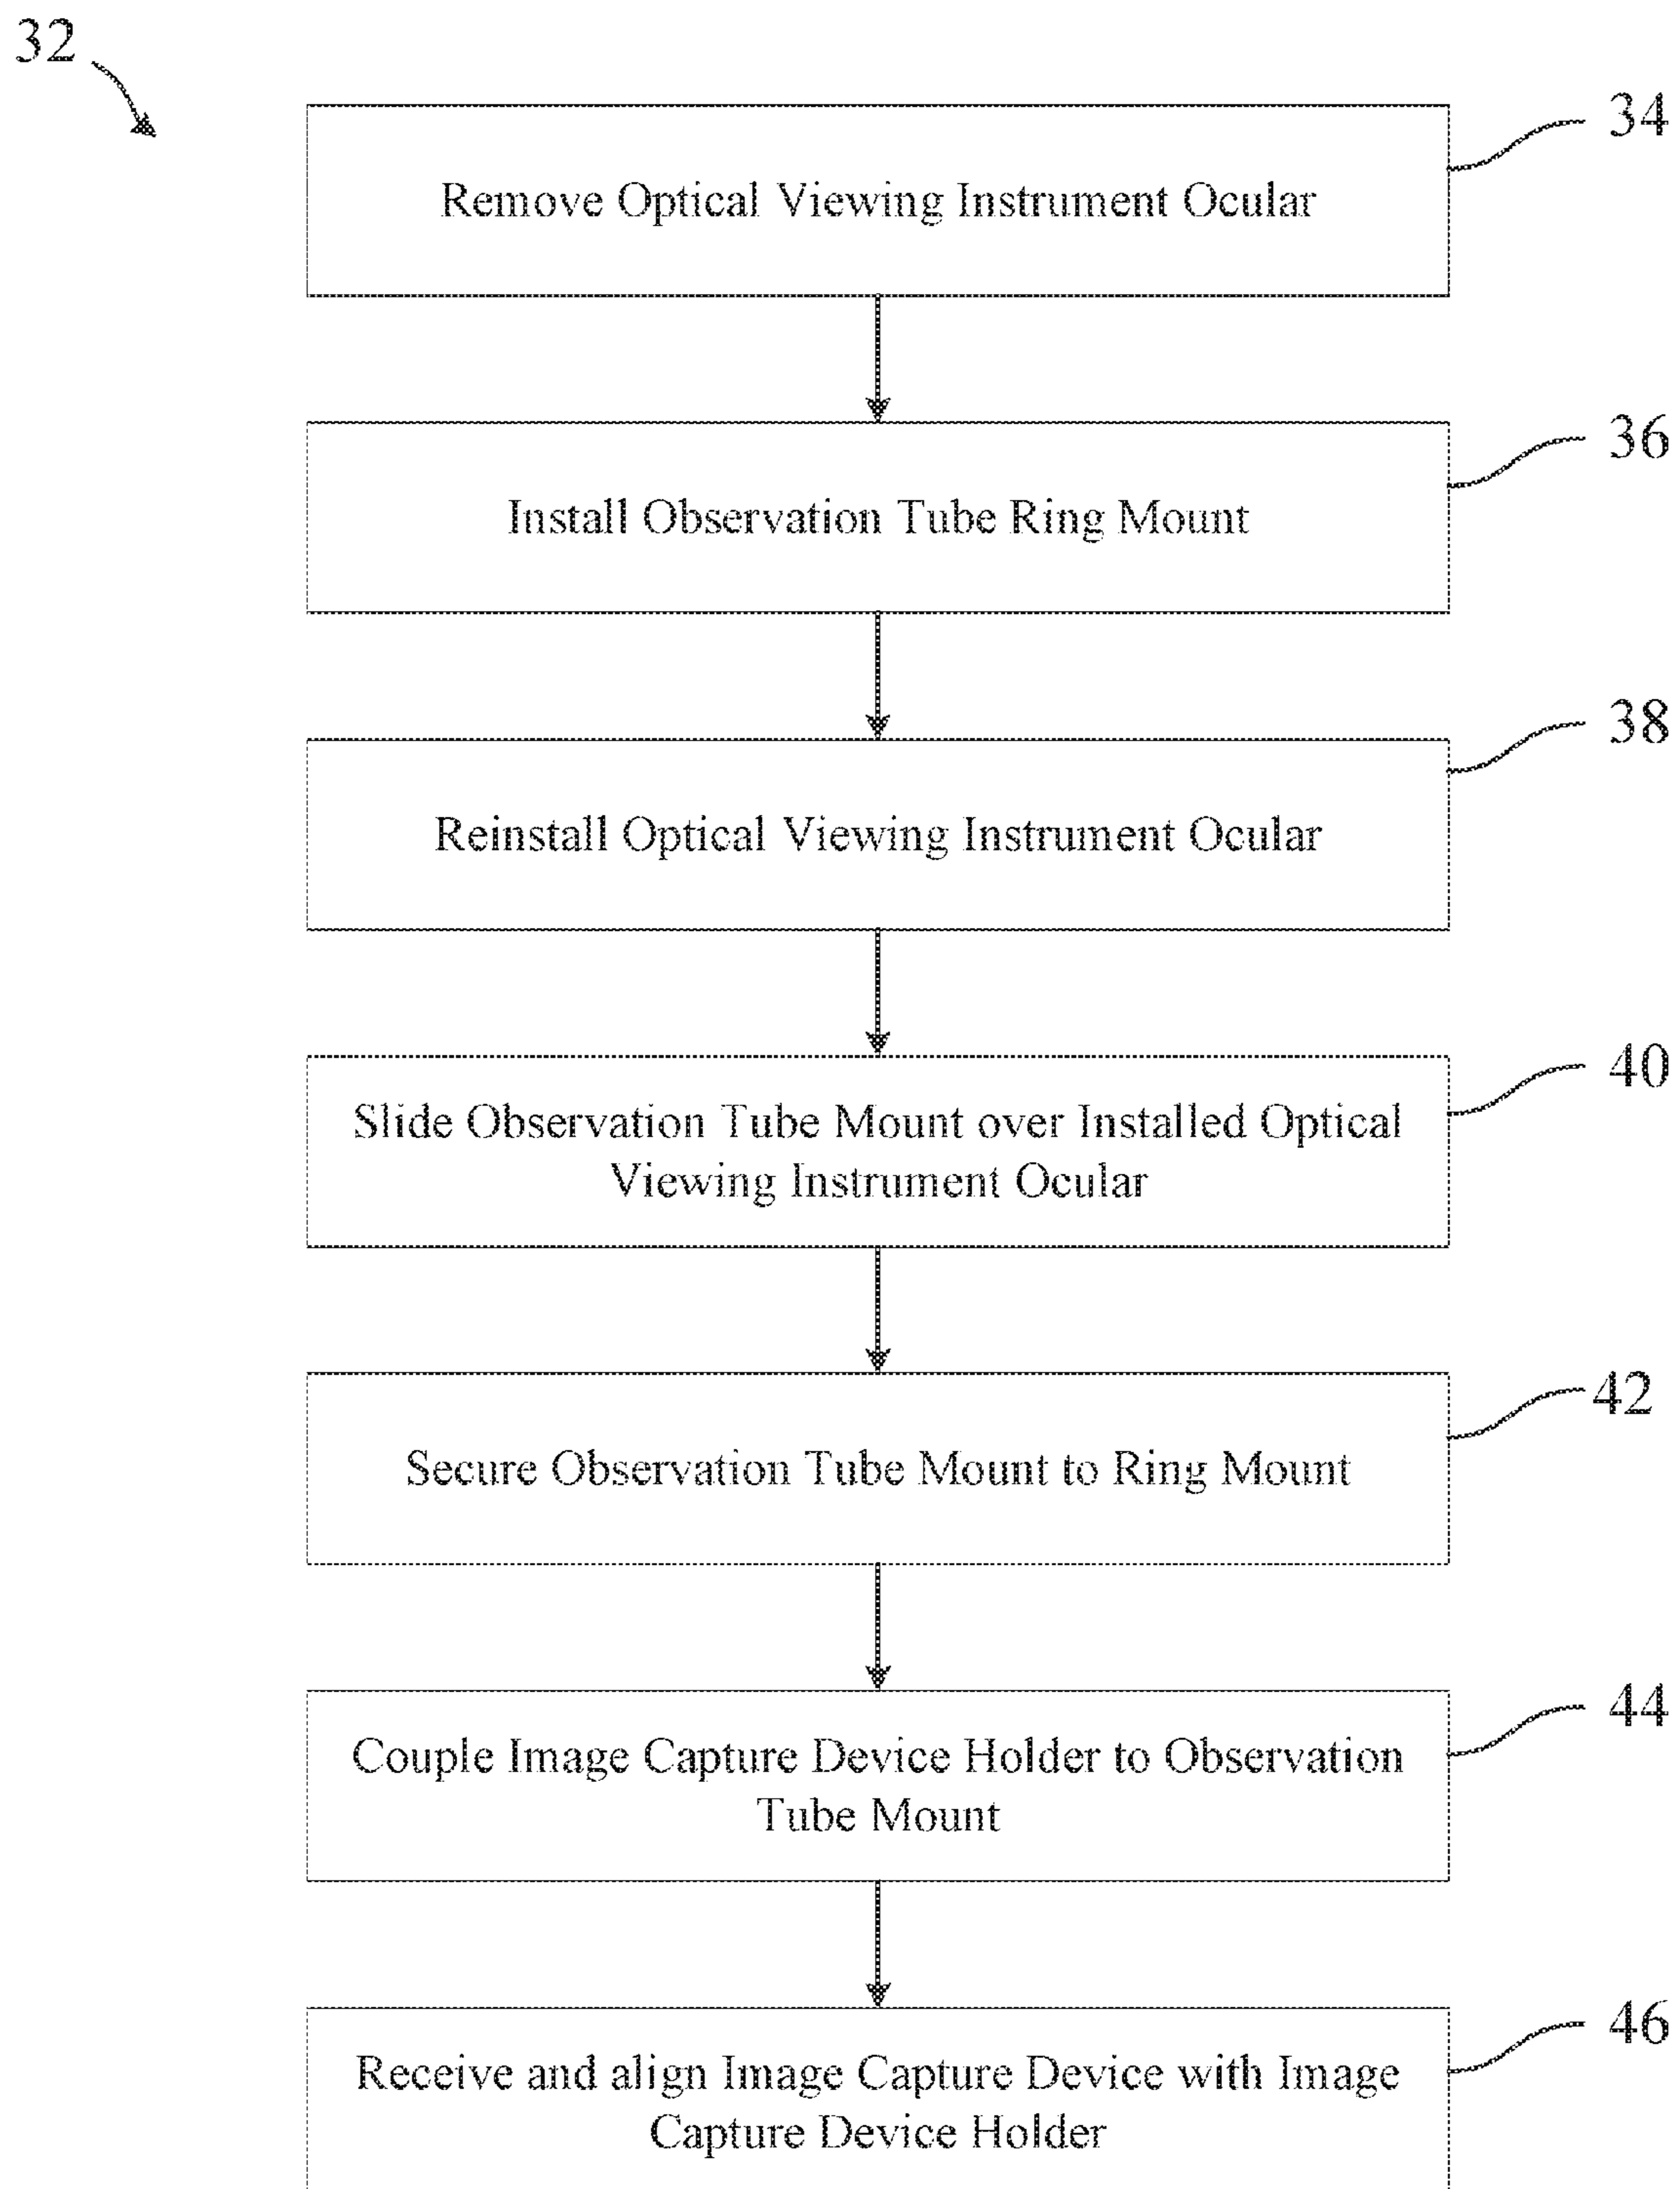 32
34
Remove Optical Viewing Instrument Ocular
36
Install Observation Tube Ring Mount
38
Reinstall Optical Viewing Instrument Ocular
40
Slide Observation Tube Mount over Installed Optical
Viewing Instrument Ocular
42
Secure Observation Tube Mount to Ring Mount
44
Couple Image Capture Device Holder to Observation
Tube Mount
46
Receive and align Image Capture Device with Image
Capture Device Holder